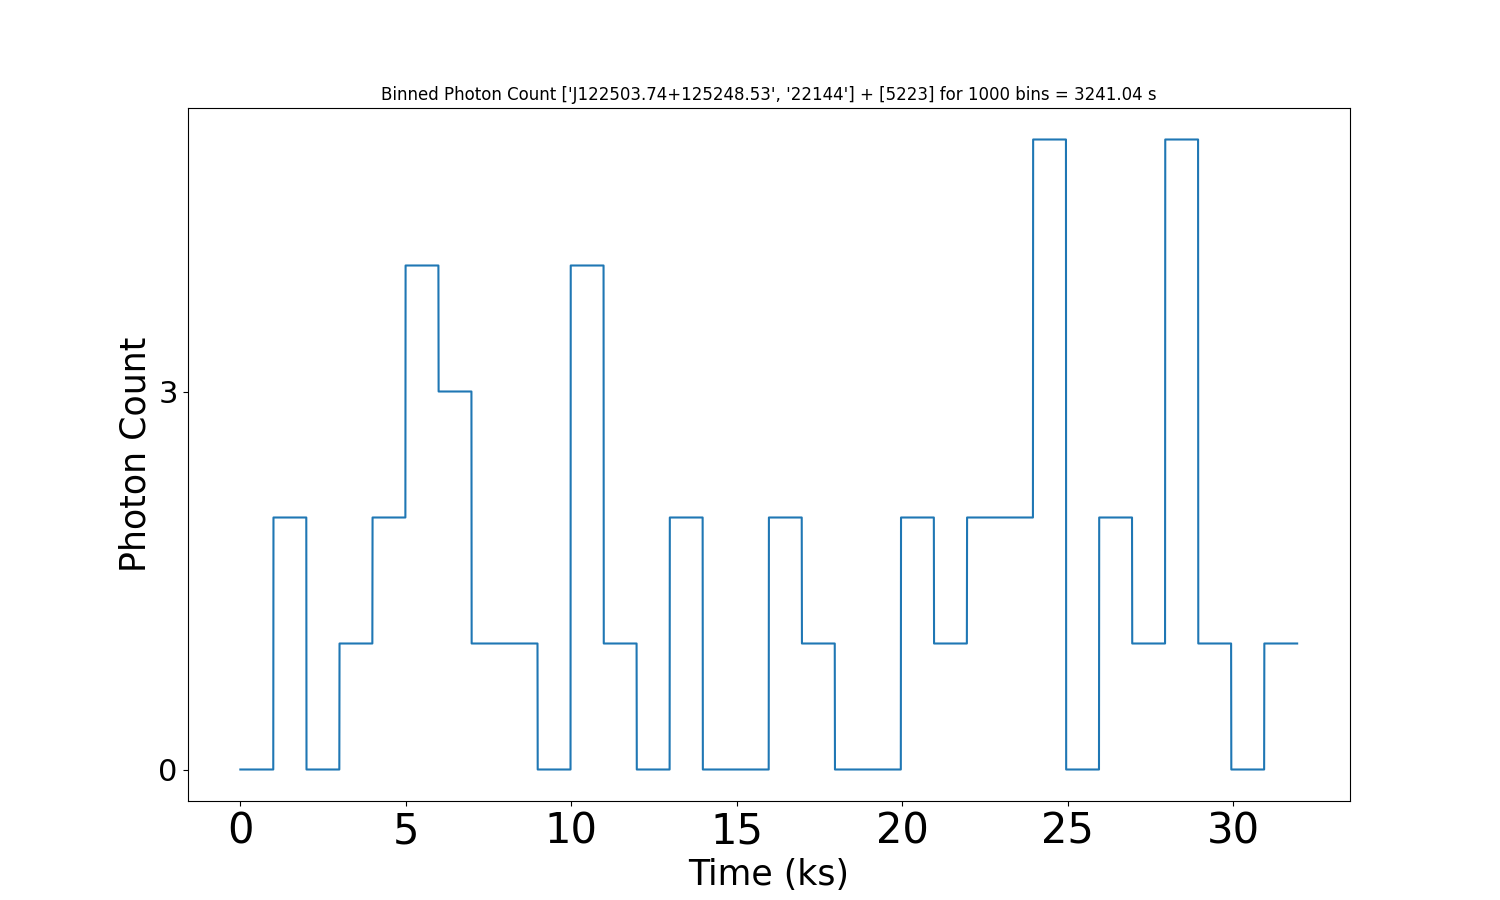 Binned Photon Count ['J122503.74+125248.53', '22144'] + [5223] for 1000 bins = 3241.04 s
Photon Count
3
0
0 5 10 15 20 25 30
Time (ks)